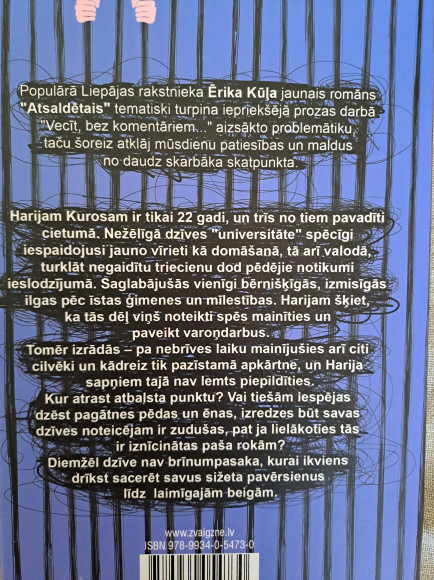 Populārā Liepājas rakstnieka Ērika Kūļa jaunais romāns
"Atsaldētais" tematiski turpina iepriekšējā prozas darbā
"Vecīt, bez komentāriem..." aizsākto problemātiku,
taču šoreiz atklāj mūsdienu patiesības un maldus
no daudz skarbāka skatpunkta.
Harijam Kurosam ir tikai 22 gadi, un trīs no tiem pavadīti
cietumā. Nežēlīgā dzīves "universitāte" spēcīgi
iespaidojusi jauno vīrieti kā domāšanā, tā arī valodā,
turklāt negaidītu triecienu dod pēdējie notikumi
ieslodzījumā. Saglabājušās vienīgi bērnišķīgas, izmisīgas
ilgas pēc īstas ģimenes un mīlestības. Harijam šķiet,
ka tās dēļ viņš noteikti spēs mainīties un
paveikt varoņdarbus.
Tomēr izrādās – pa nebrīves laiku mainījušies arī citi
cilvēki un kādreiz tik pazīstamā apkārtne, un Harija
sapņiem tajā nav lemts piepildīties.
Kur atrast atbalsta punktu? Vai tiešām iespējas
dzēst pagātnes pēdas un ēnas, izredzes būt savas
dzīves noteicējam ir zudušas, pat ja lielākoties tās
ir iznīcinātas paša rokām?
Diemžēl dzīve nav brīnumpasaka, kurai ikviens
drīkst sacerēt savus sižeta pavērsienus
līdz laimīgajām beigām.
www.zvaigzne.lv
ISBN 978-9934-0-5473-0